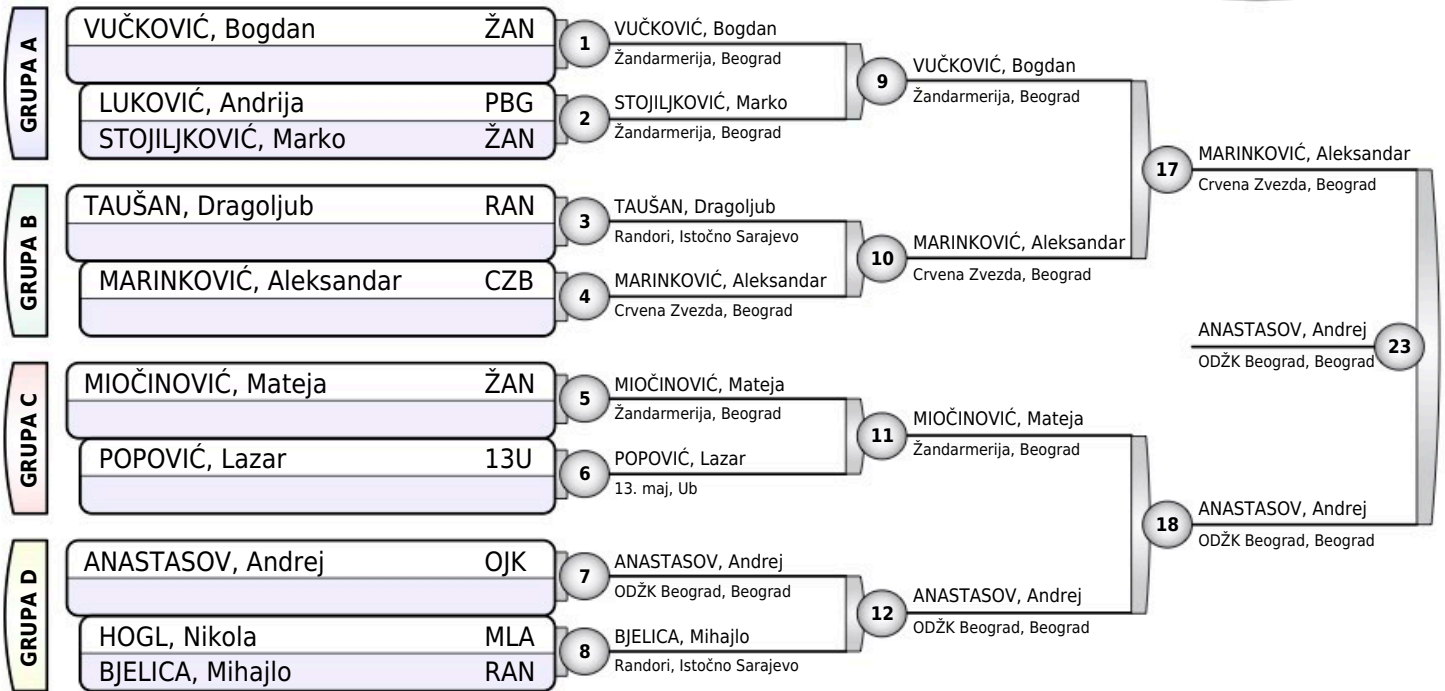 GRUPA A
VUČKOVIĆ, Bogdan ŽAN
LUKOVIĆ, Andrija PBG
STOJILJKOVIĆ, Marko ŽAN
GRUPA B
TAUŠAN, Dragoljub RAN
MARINKOVIĆ, Aleksandar CZB
GRUPA C
MIOČINOVIĆ, Mateja ŽAN
POPOVIĆ, Lazar 13U
GRUPA D
ANASTASOV, Andrej OJK
HOGL, Nikola MLA
BJELICA, Mihajlo RAN
1
VUČKOVIĆ, Bogdan
Žandarmerija, Beograd
2
STOJILJKOVIĆ, Marko
Žandarmerija, Beograd
3
TAUŠAN, Dragoljub
Randori, Istočno Sarajevo
4
MARINKOVIĆ, Aleksandar
Crvena Zvezda, Beograd
5
MIOČINOVIĆ, Mateja
Žandarmerija, Beograd
6
POPOVIĆ, Lazar
13. maj, Ub
7
ANASTASOV, Andrej
ODŽK Beograd, Beograd
8
BJELICA, Mihajlo
Randori, Istočno Sarajevo
9
VUČKOVIĆ, Bogdan
Žandarmerija, Beograd
10
MARINKOVIĆ, Aleksandar
Crvena Zvezda, Beograd
11
MIOČINOVIĆ, Mateja
Žandarmerija, Beograd
12
ANASTASOV, Andrej
ODŽK Beograd, Beograd
17
MARINKOVIĆ, Aleksandar
Crvena Zvezda, Beograd
18
ANASTASOV, Andrej
ODŽK Beograd, Beograd
ANASTASOV, Andrej
ODŽK Beograd, Beograd
23